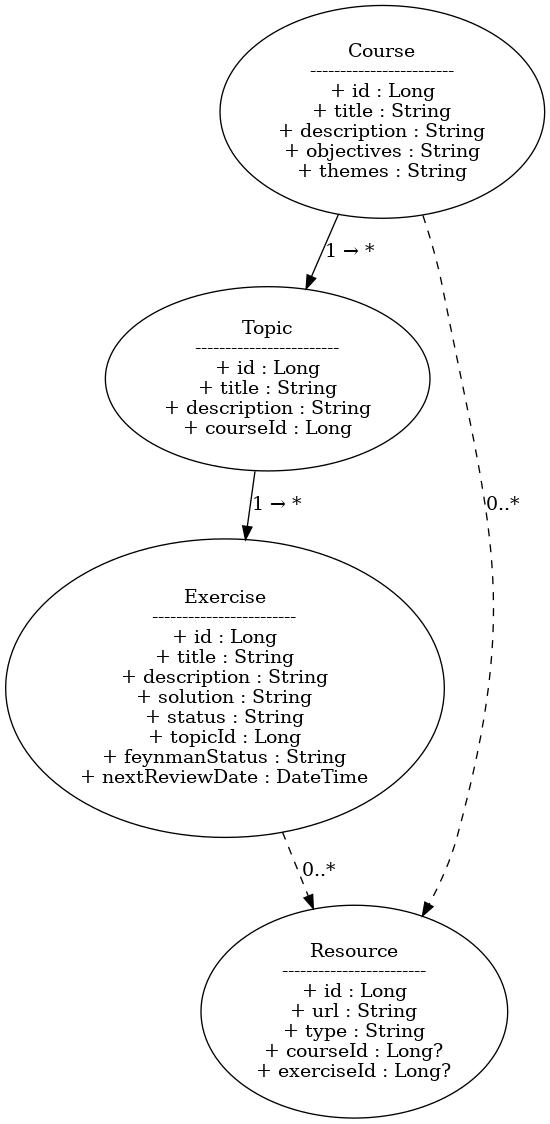 Course
------------------------
+ id : Long
+ title : String
+ description : String
+ objectives : String
+ themes : String
1 → *
Topic
------------------------
+ id : Long
+ title : String
+ description : String
+ courseId : Long
1 → *
0..*
Exercise
------------------------
+ id : Long
+ title : String
+ description : String
+ solution : String
+ status : String
+ topicId : Long
+ feynmanStatus : String
+ nextReviewDate : DateTime
0..*
Resource
------------------------
+ id : Long
+ url : String
+ type : String
+ courseId : Long?
+ exerciseId : Long?